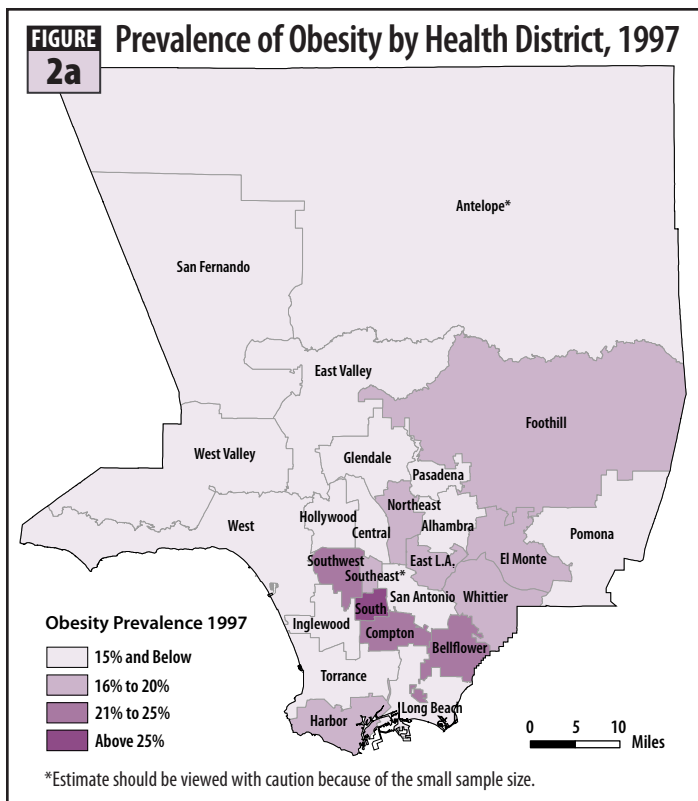 FIGURE
2a
Prevalence of Obesity by Health District, 1997
Antelope*
San Fernando
East Valley
Foothill
West Valley
Glendale
Pasadena
Northeast
West
Hollywood
Central
Alhambra
Pomona
Southwest
East L.A.
El Monte
Southeast*
San Antonio
Whittier
South
Inglewood
Compton
Bellflower
Torrance
Harbor
Long Beach
Obesity Prevalence 1997
15% and Below
16% to 20%
21% to 25%
Above 25%
0 5 10
Miles
*Estimate should be viewed with caution because of the small sample size.